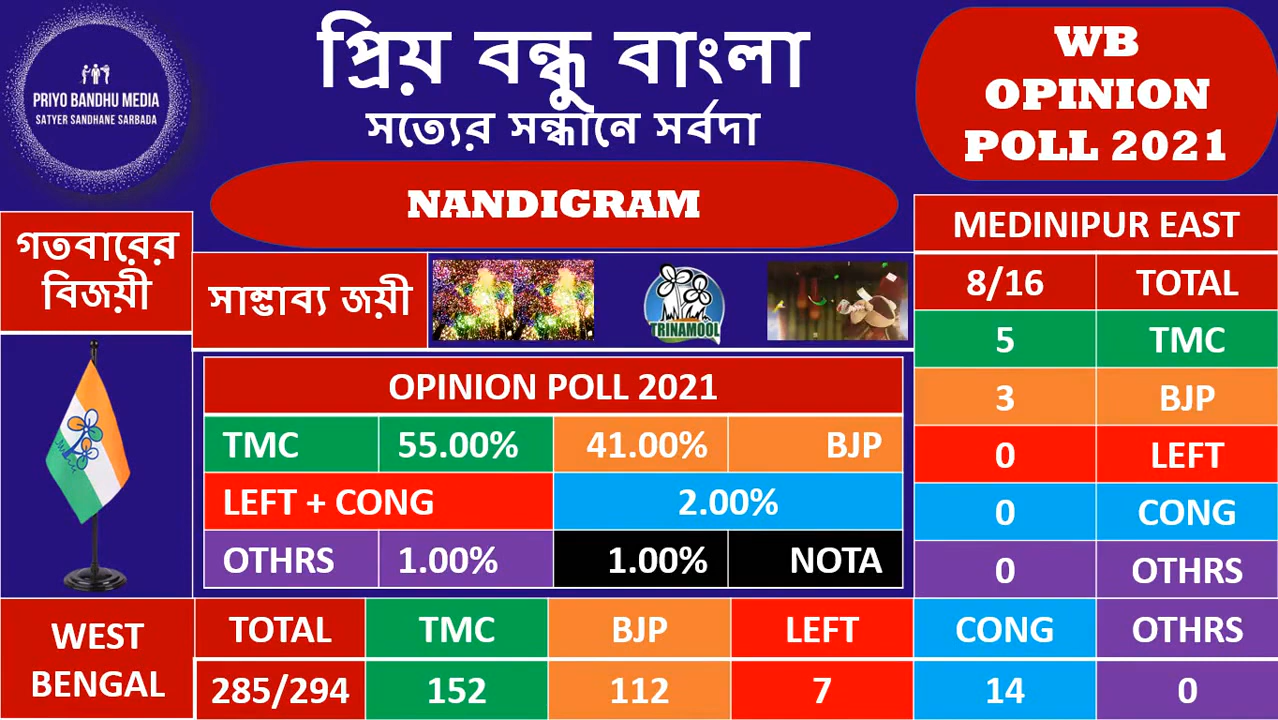 PRIYO BANDHU MEDIA
SATYER SANDHANE SARBADA
প্রিয় বন্ধু বাংলা
সত্যের সন্ধানে সর্বদা
WB
OPINION
POLL 2021
NANDIGRAM
গতবারের
বিজয়ী
সাম্ভাব্য জয়ী
TRINAMOOL
OPINION POLL 2021
TMC 55.00% 41.00% BJP
LEFT + CONG 2.00%
OTHRS 1.00% 1.00% NOTA
MEDINIPUR EAST
8/16 TOTAL
5 TMC
3 BJP
0 LEFT
0 CONG
0 OTHRS
WEST
BENGAL
TOTAL TMC BJP LEFT CONG OTHRS
285/294 152 112 7 14 0